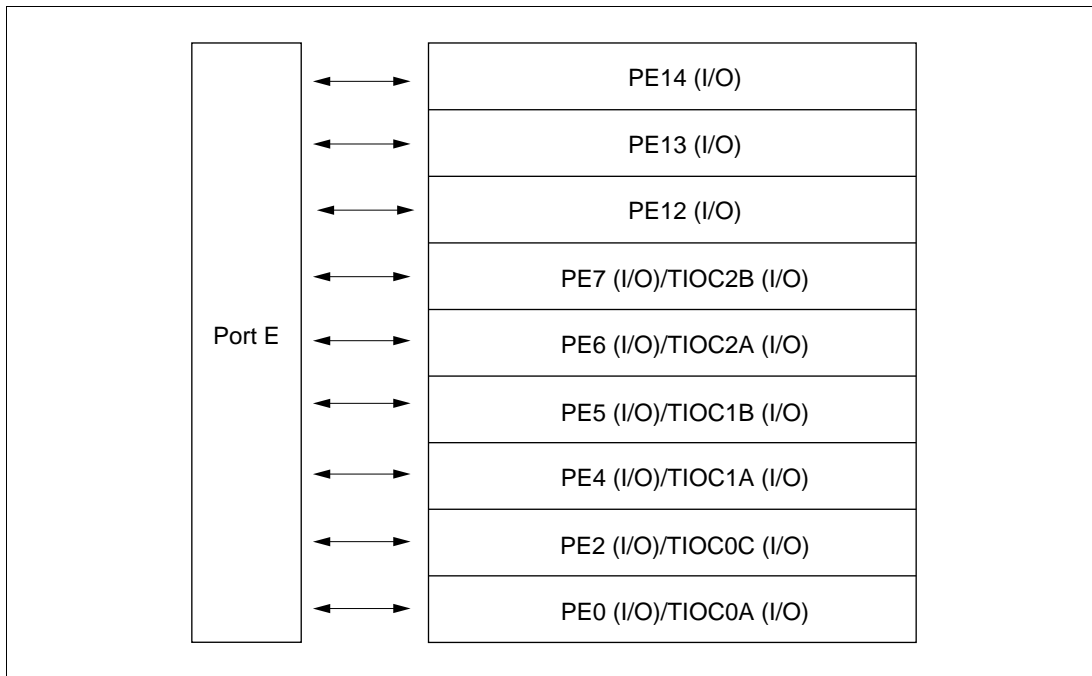 Port E
PE14 (I/O)
PE13 (I/O)
PE12 (I/O)
PE7 (I/O)/TIOC2B (I/O)
PE6 (I/O)/TIOC2A (I/O)
PE5 (I/O)/TIOC1B (I/O)
PE4 (I/O)/TIOC1A (I/O)
PE2 (I/O)/TIOC0C (I/O)
PE0 (I/O)/TIOC0A (I/O)